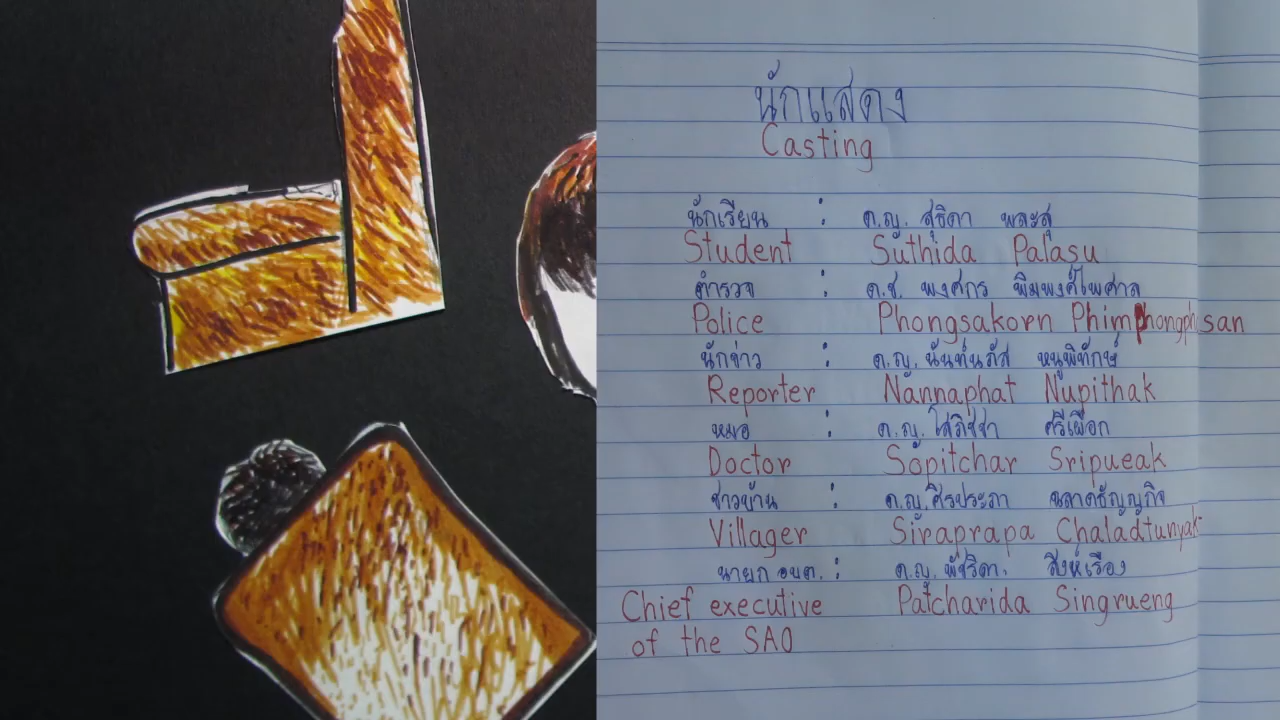 นักแสดง
Casting
นักเรียน : ด.ญ. สุธิดา พละสุ
Student Suthida Palasu
ตำรวจ : ด.ช. พงศกร พิมพงศ์ไพศาล
Police Phongsakorn Phimphongphisan
นักข่าว : ด.ญ. นันท์นภัส หนูพิทักษ์
Reporter Nannaphat Nupithak
หมอ : ด.ญ. โสภิชชา ศรีเผือก
Doctor Sopitchar Sripueak
ชาวบ้าน : ด.ญ. ศิรประภา ฉลาดธัญญกิจ
Villager Siraprapa Chaladtunyakit
นายก อบต. : ด.ญ. พัชริดา. สิงห์เรือง
Chief executive Patcharida Singrueng
of the SAO